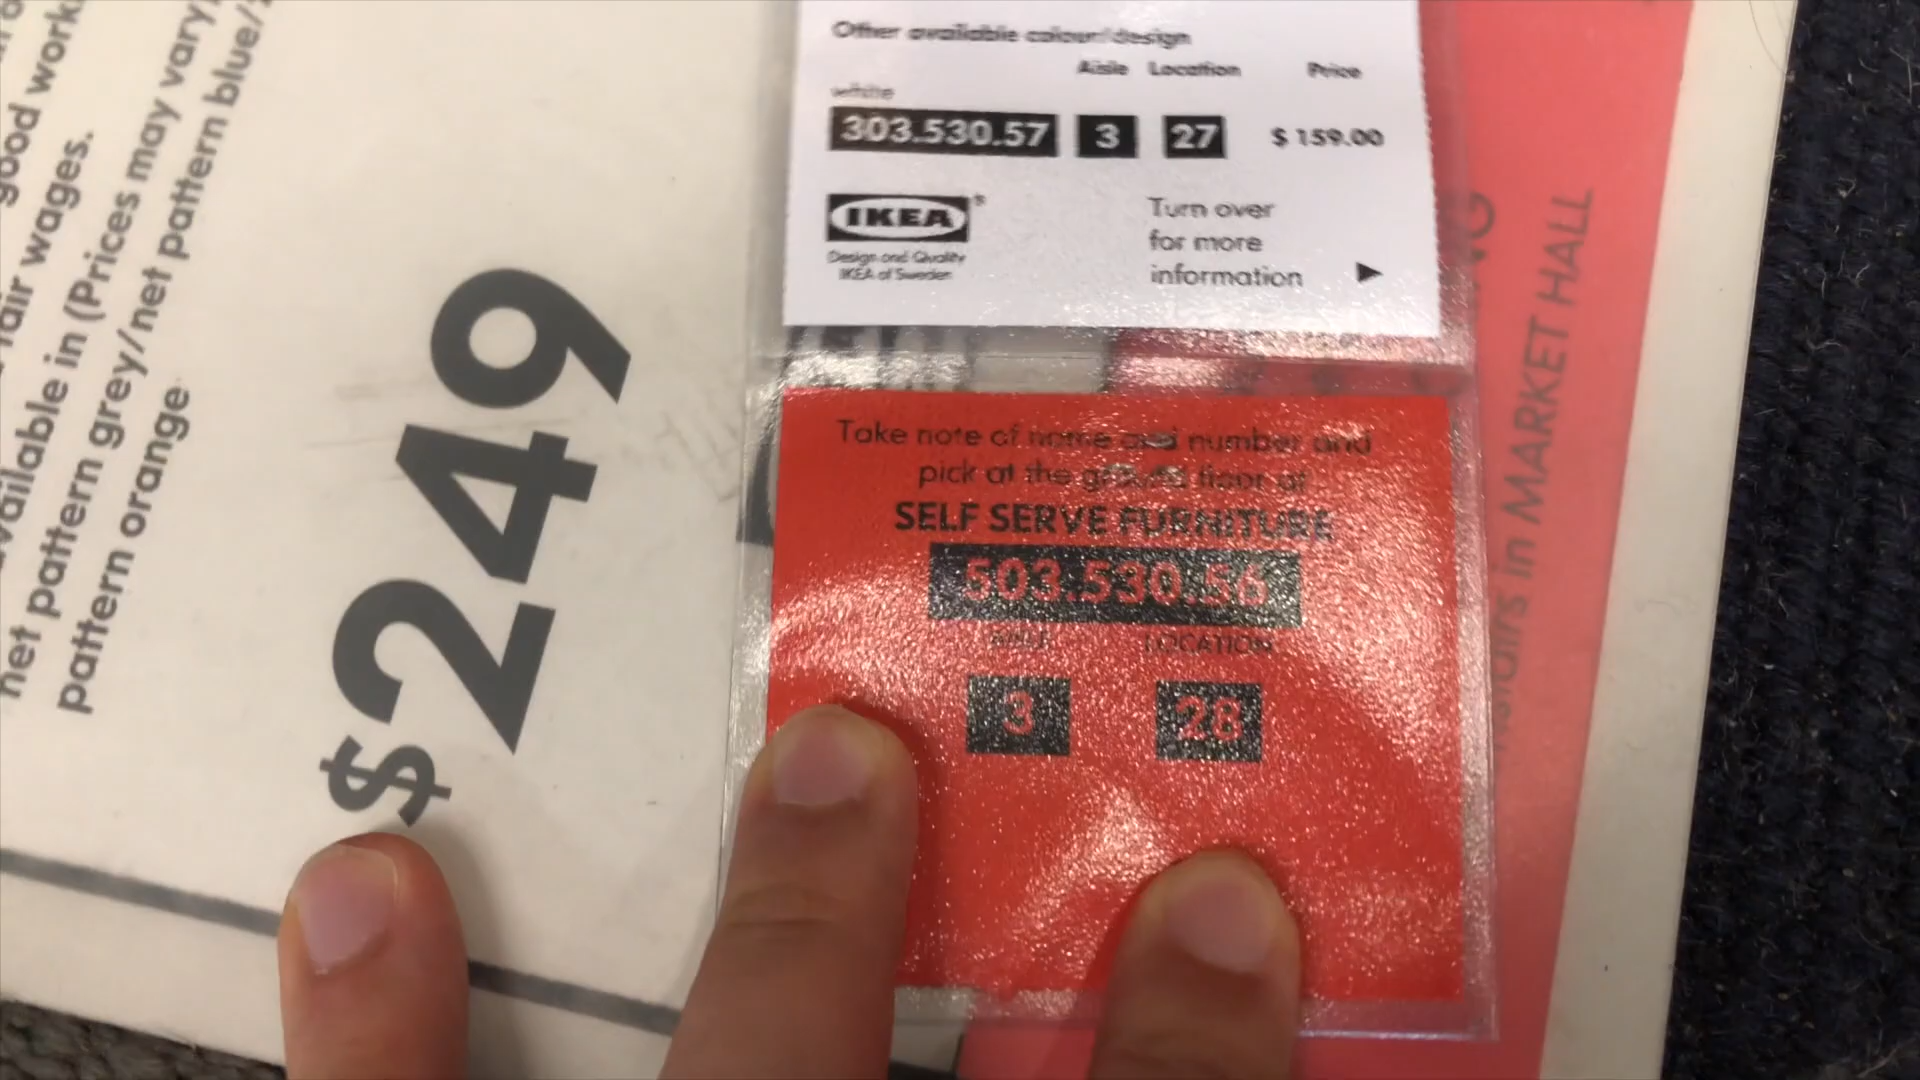 good work
fair wages.
available in (Prices may vary)
net pattern grey/net pattern blue/
pattern orange
$249
Other available colour/design
Aisle Location Price
white
303.530.57 3 27 $ 159.00
IKEA®
Design and Quality
IKEA of Sweden
Turn over
for more
information
Take note of name and number and
pick at the ground floor at
SELF SERVE FURNITURE
503.530.56
AISLE LOCATION
3 28
in MARKET HALL